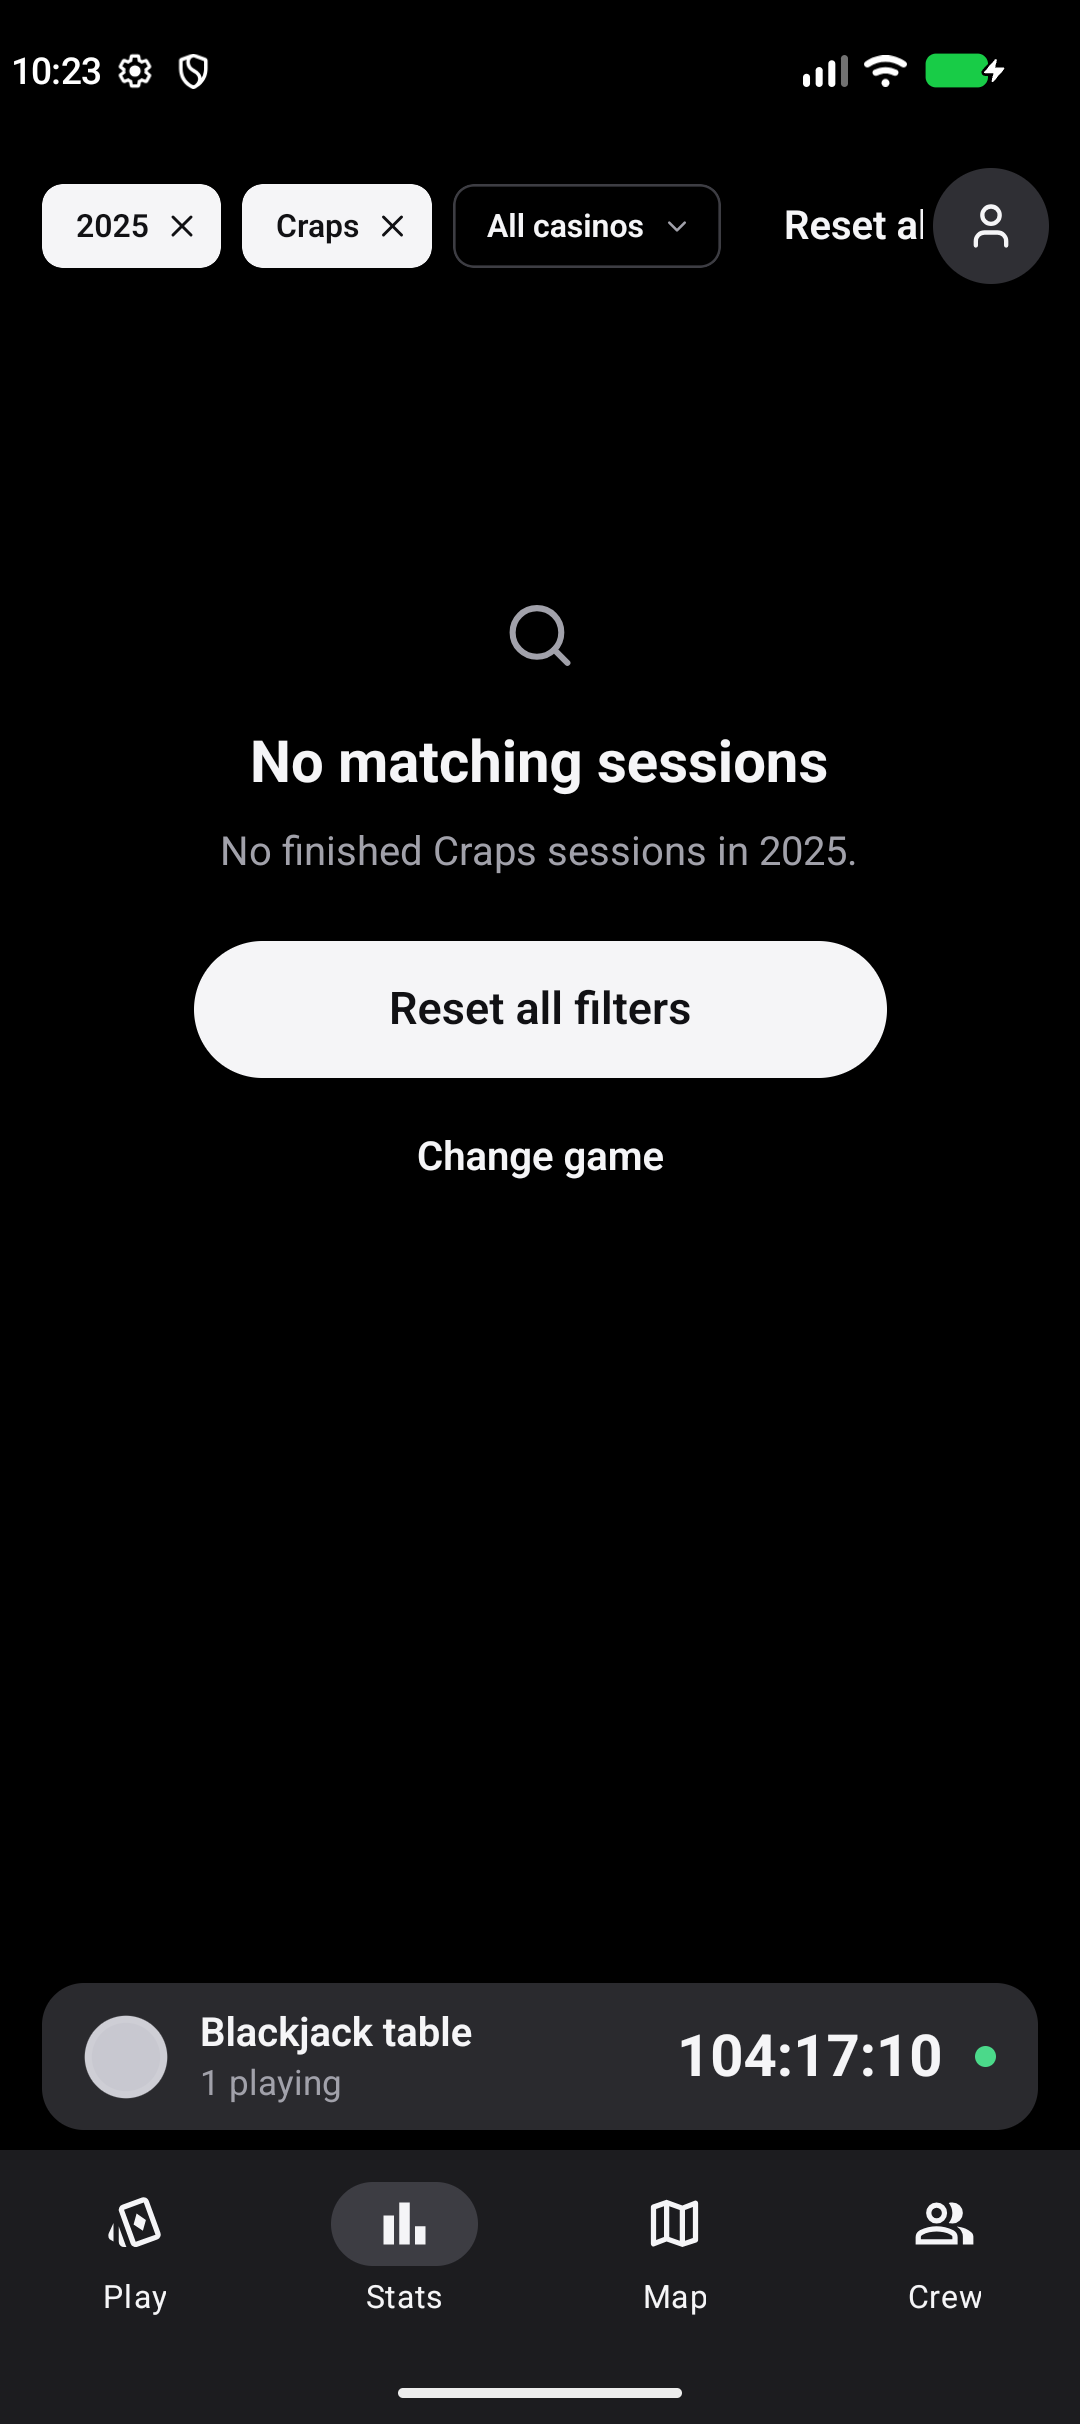 10:23
2025
Craps
All casinos
Reset al
No matching sessions
No finished Craps sessions in 2025.
Reset all filters
Change game
Blackjack table
1 playing
104:17:10
Play
Stats
Map
Crew